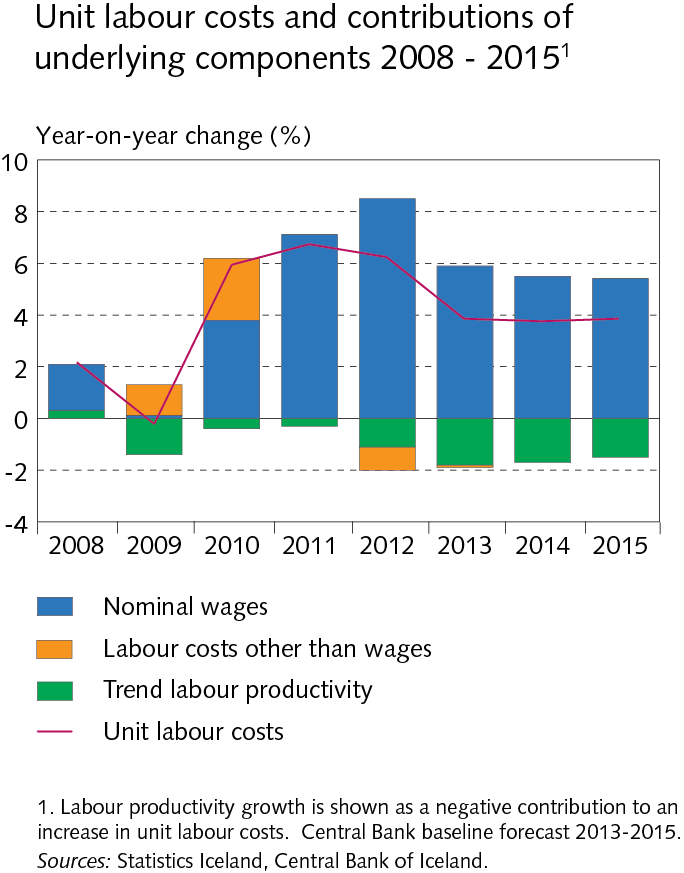 Unit labour costs and contributions of
underlying components 2008 - 2015¹
Year-on-year change (%)
10
8
6
4
2
0
-2
-4
2008 2009 2010 2011 2012 2013 2014 2015
Nominal wages
Labour costs other than wages
Trend labour productivity
Unit labour costs
1. Labour productivity growth is shown as a negative contribution to an
increase in unit labour costs. Central Bank baseline forecast 2013-2015.
Sources: Statistics Iceland, Central Bank of Iceland.